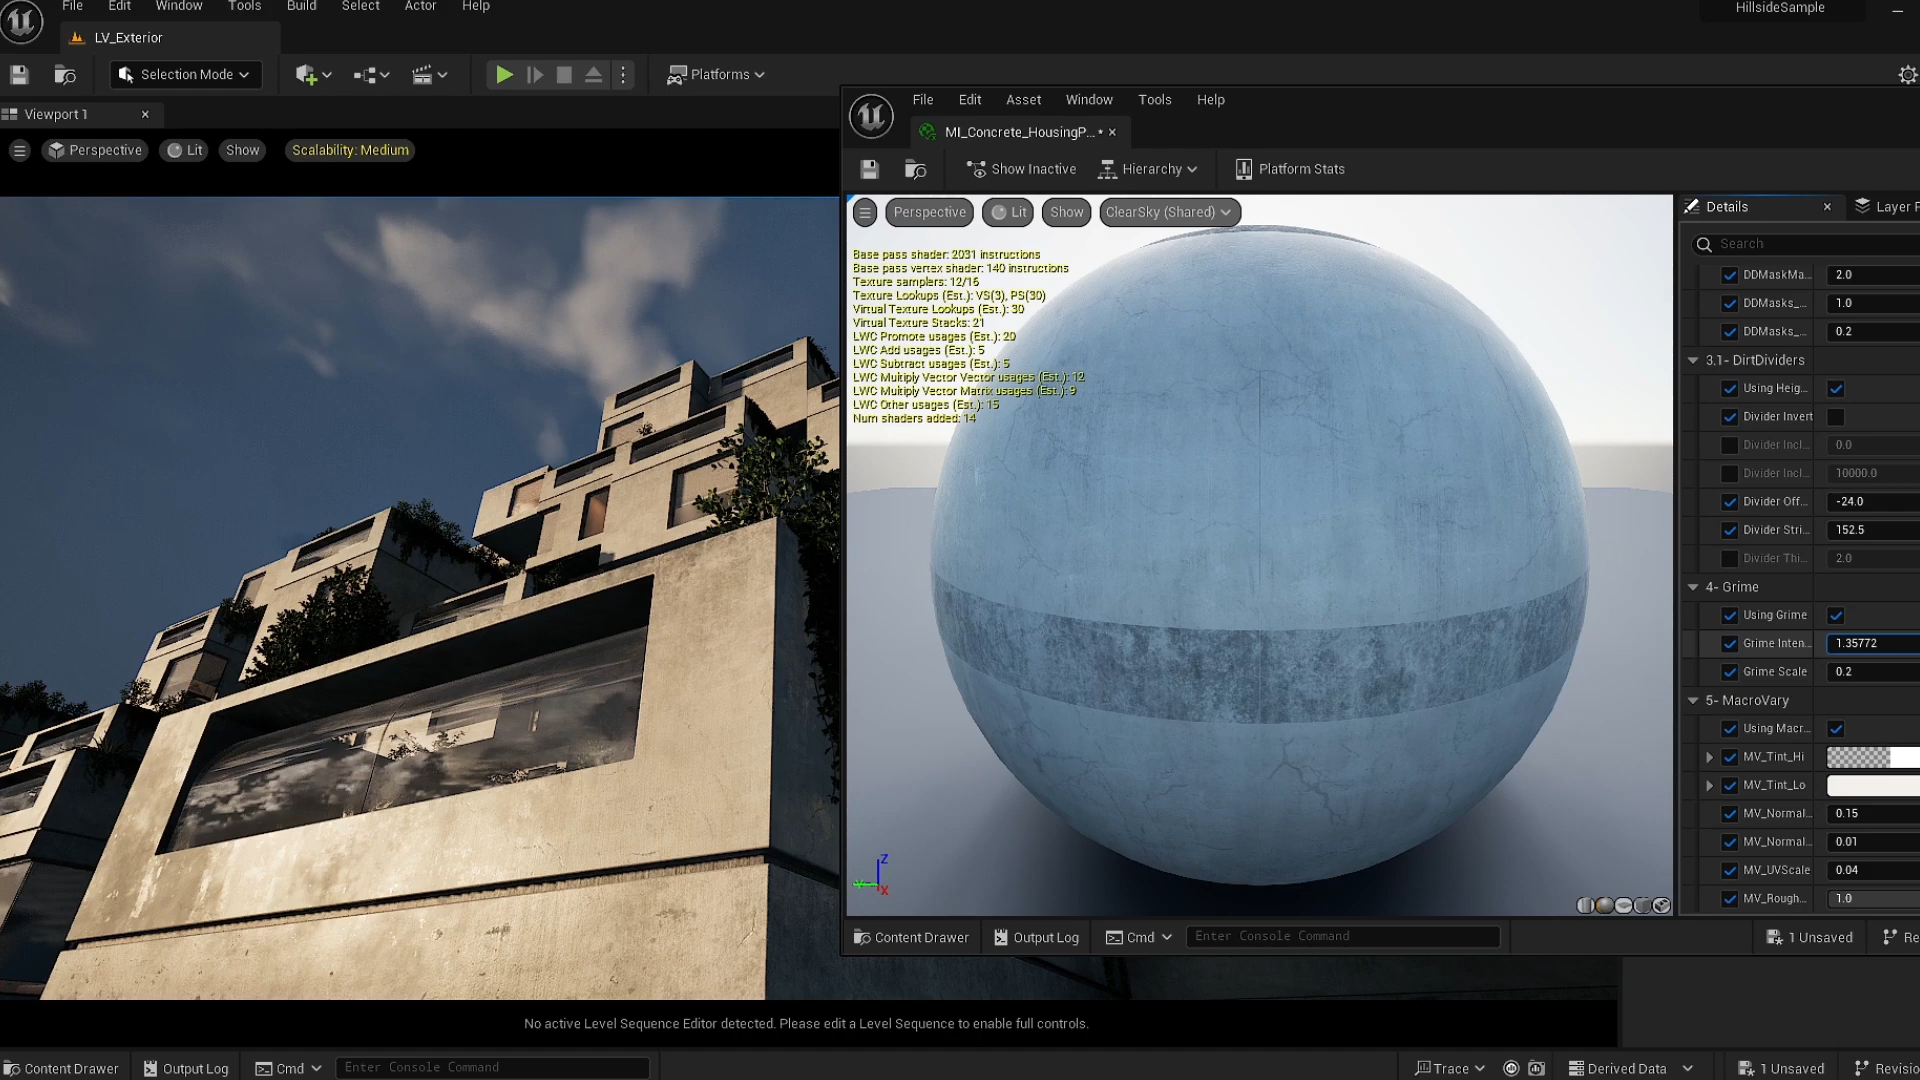 File Edit Window Tools Build Select Actor Help
HillsideSample
LV_Exterior
Selection Mode
Platforms
Viewport 1
Perspective Lit Show Scalability: Medium
File Edit Asset Window Tools Help
MI_Concrete_HousingP... •
Show Inactive Hierarchy Platform Stats
Perspective Lit Show ClearSky (Shared)
Base pass shader: 2031 instructions
Base pass vertex shader: 140 instructions
Texture samplers: 12/16
Texture Lookups (Est.): VS(3), PS(30)
Virtual Texture Lookups (Est.): 30
Virtual Texture Stacks: 21
LWC Promote usages (Est.): 20
LWC Add usages (Est.): 5
LWC Subtract usages (Est.): 5
LWC Multiply Vector Vector usages (Est.): 12
LWC Multiply Vector Matrix usages (Est.): 9
LWC Other usages (Est.): 15
Num shaders added: 14
Z
Y
X
Details
Layer P
Search
DDMaskMa... 2.0
DDMasks_... 1.0
DDMasks_... 0.2
3.1- DirtDividers
Using Heig...
Divider Invert
Divider Incl... 0.0
Divider Incl... 10000.0
Divider Off... -24.0
Divider Stri... 152.5
Divider Thi... 2.0
4- Grime
Using Grime
Grime Inten... 1.35772
Grime Scale 0.2
5- MacroVary
Using Macr...
MV_Tint_Hi
MV_Tint_Lo
MV_Normal... 0.15
MV_Normal... 0.01
MV_UVScale 0.04
MV_Rough... 1.0
Content Drawer Output Log Cmd Enter Console Command
1 Unsaved Re
No active Level Sequence Editor detected. Please edit a Level Sequence to enable full controls.
Content Drawer Output Log Cmd Enter Console Command
Trace Derived Data 1 Unsaved Revisio